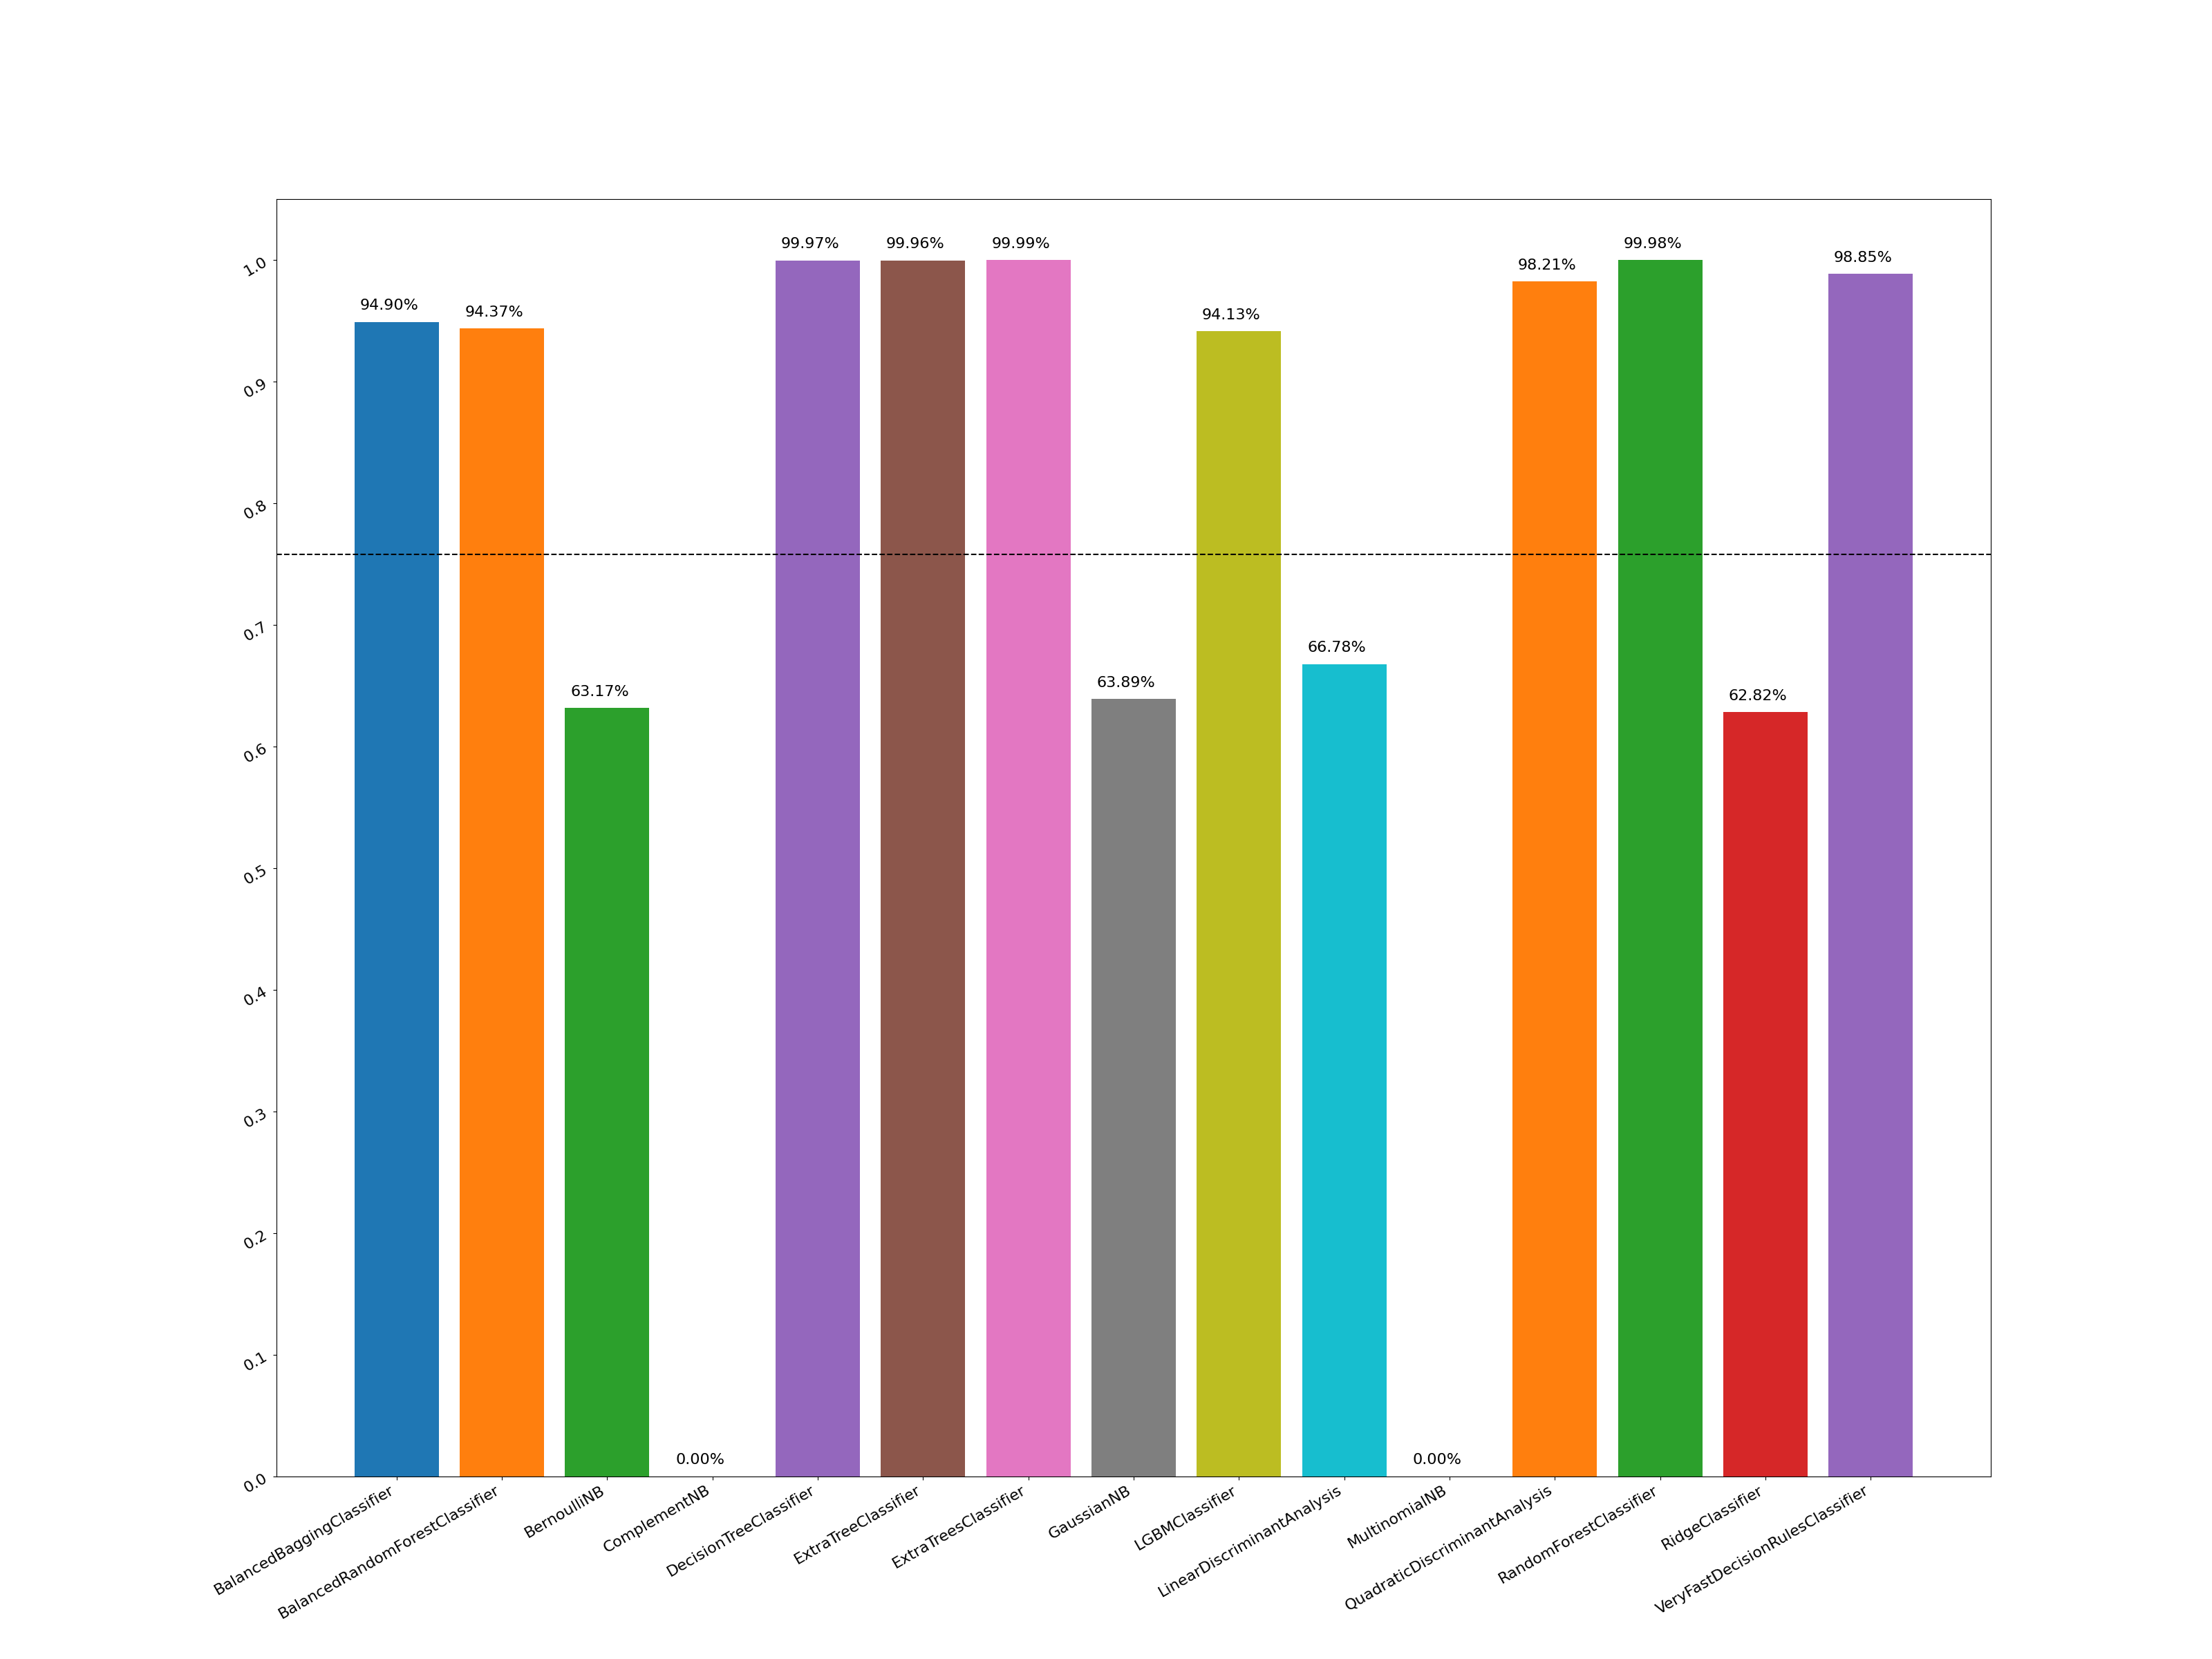 99.97%
99.96%
99.99%
99.98%
98.85%
98.21%
94.90%
94.37%
94.13%
66.78%
63.89%
63.17%
62.82%
0.00%
0.00%
1.0
0.9
0.8
0.7
0.6
0.5
0.4
0.3
0.2
0.1
0.0
BalancedBaggingClassifier
BalancedRandomForestClassifier
BernoulliNB
ComplementNB
DecisionTreeClassifier
ExtraTreeClassifier
ExtraTreesClassifier
GaussianNB
LGBMClassifier
LinearDiscriminantAnalysis
MultinomialNB
QuadraticDiscriminantAnalysis
RandomForestClassifier
RidgeClassifier
VeryFastDecisionRulesClassifier